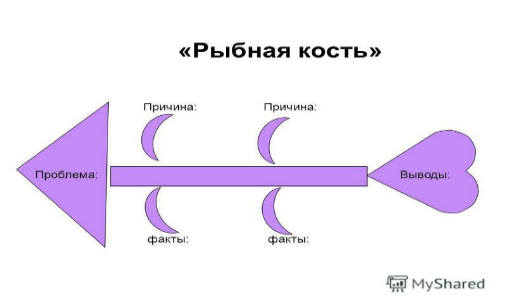 «Рыбная кость»
Причина: Причина:
Проблема: Выводы:
факты: факты:
MyShared